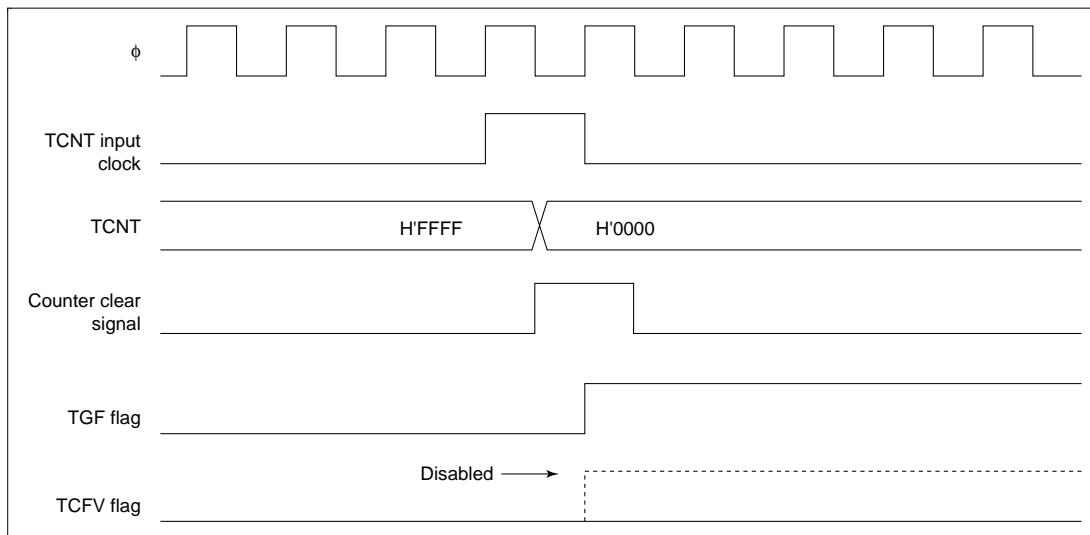 ϕ
TCNT input
clock
TCNT
H'FFFF
H'0000
Counter clear
signal
TGF flag
Disabled
TCFV flag